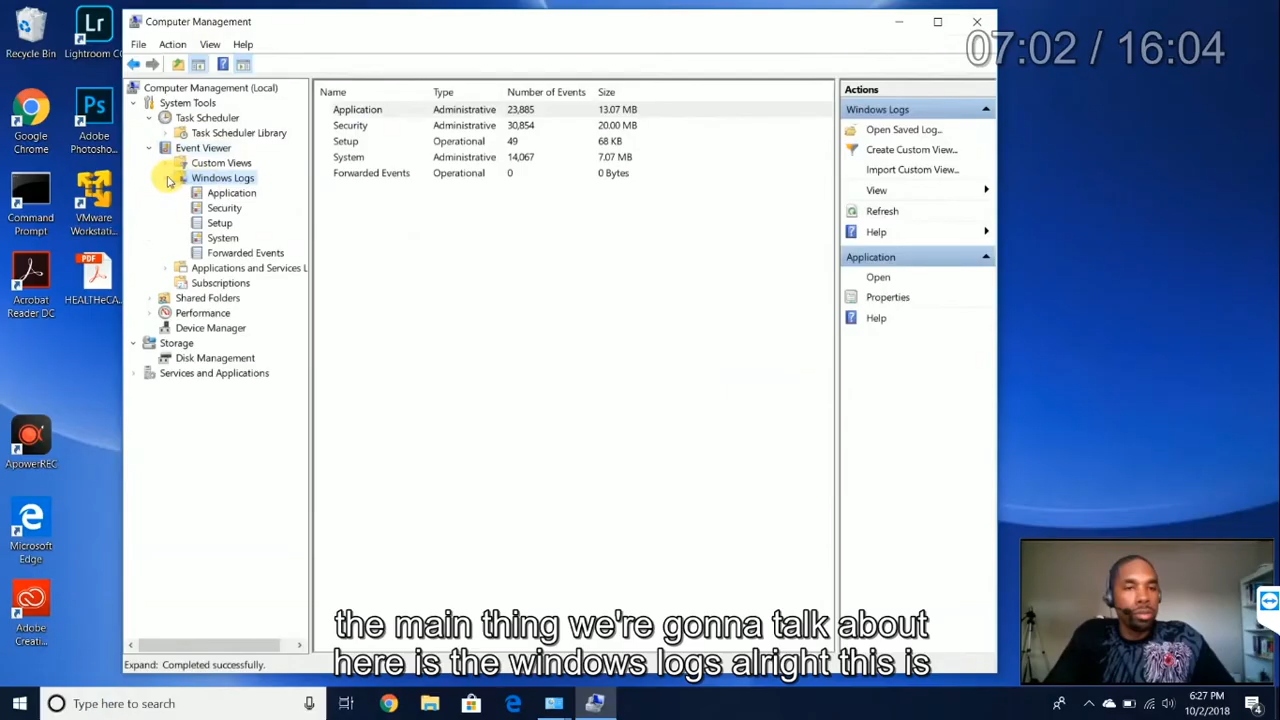 Recycle Bin
Lightroom C
Google
Chrome
Adobe
Photosho...
Command
Prompt
VMware
Workstati...
Acrobat
Reader DC
PDF
HEALTHeCA...
ApowerREC
Microsoft
Edge
Adobe
Creati...
Lr
Ps
Computer Management
07:02 / 16:04
File Action View Help
Computer Management (Local)
System Tools
Task Scheduler
Task Scheduler Library
Event Viewer
Custom Views
Windows Logs
Application
Security
Setup
System
Forwarded Events
Applications and Services L
Subscriptions
Shared Folders
Performance
Device Manager
Storage
Disk Management
Services and Applications
Name Type Number of Events Size
Application Administrative 23,885 13.07 MB
Security Administrative 30,854 20.00 MB
Setup Operational 49 68 KB
System Administrative 14,067 7.07 MB
Forwarded Events Operational 0 0 Bytes
Actions
Windows Logs
Open Saved Log...
Create Custom View...
Import Custom View...
View
Refresh
Help
Application
Open
Properties
Help
the main thing we're gonna talk about
here is the windows logs alright this is
Expand: Completed successfully.
Type here to search
6:27 PM
10/2/2018
4